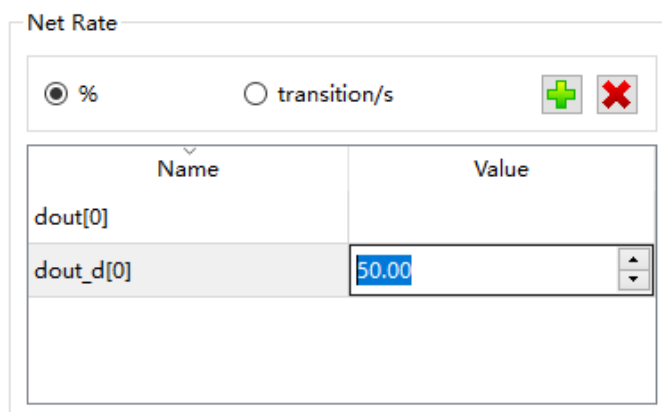 Net Rate
% transition/s
Name Value
dout[0]
dout_d[0] 50.00